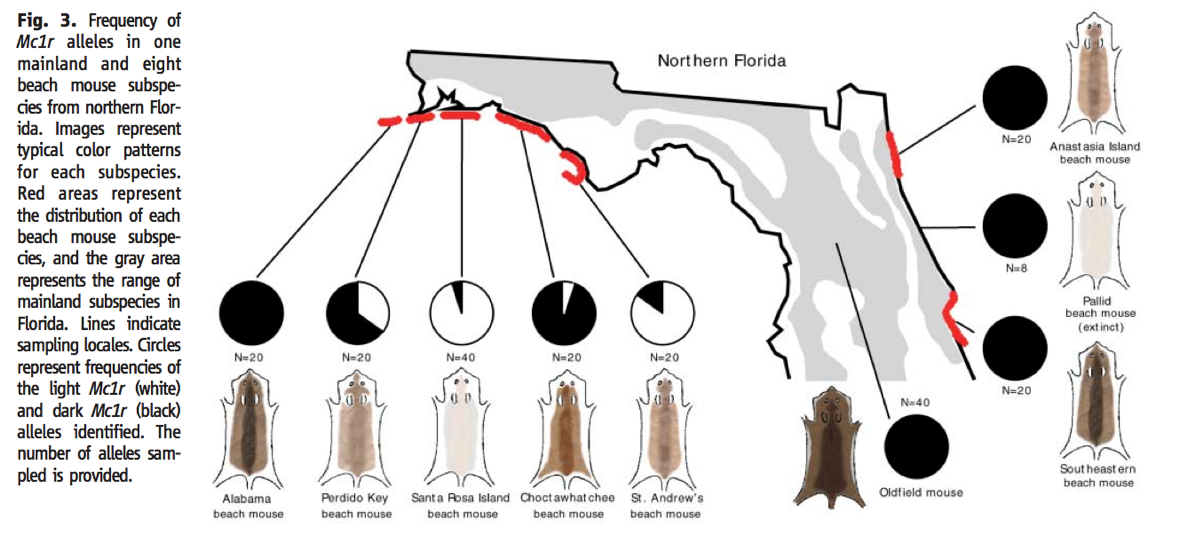 Fig. 3. Frequency of
Mc1r alleles in one
mainland and eight
beach mouse subspe-
cies from northern Flor-
ida. Images represent
typical color patterns
for each subspecies.
Red areas represent
the distribution of each
beach mouse subspe-
cies, and the gray area
represents the range of
mainland subspecies in
Florida. Lines indicate
sampling locales. Circles
represent frequencies of
the light Mc1r (white)
and dark Mc1r (black)
alleles identified. The
number of alleles sam-
pled is provided.
Northern Florida
N=20
Anastasia Island
beach mouse
N=8
Pallid
beach mouse
(extinct)
N=20
Southeastern
beach mouse
N=40
Oldfield mouse
N=20
N=20
N=40
N=20
N=20
Alabama
beach mouse
Perdido Key
beach mouse
Santa Rosa Island
beach mouse
Choctawhatchee
beach mouse
St. Andrew's
beach mouse